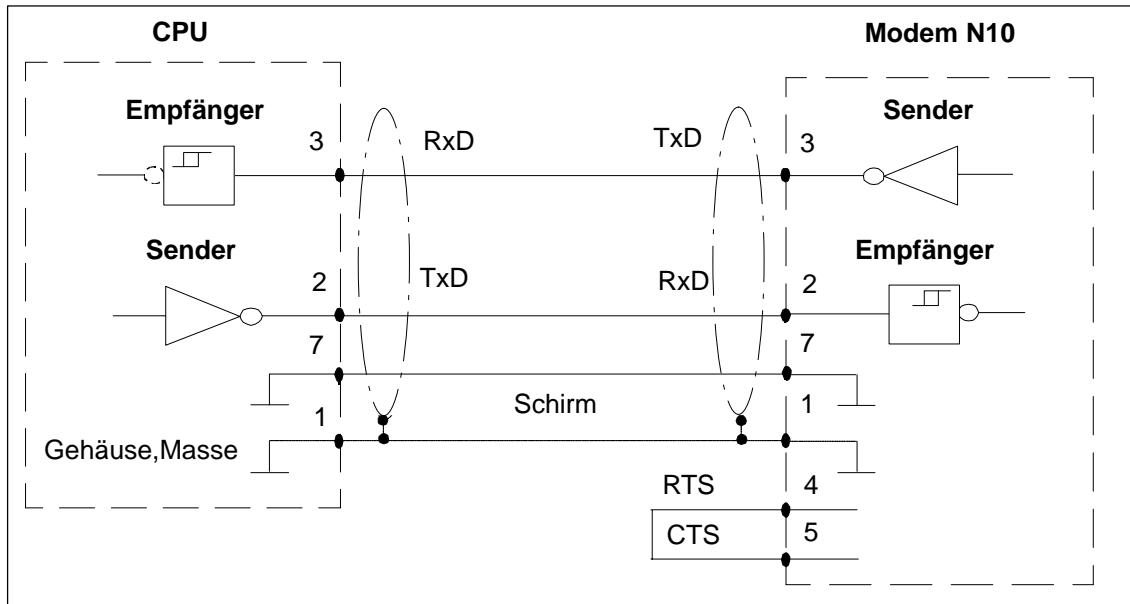 CPU
Modem N10
Empfänger
Sender
3
RxD
TxD
3
Sender
Empfänger
2
TxD
RxD
2
7
7
1
Schirm
1
Gehäuse,Masse
RTS
4
CTS
5